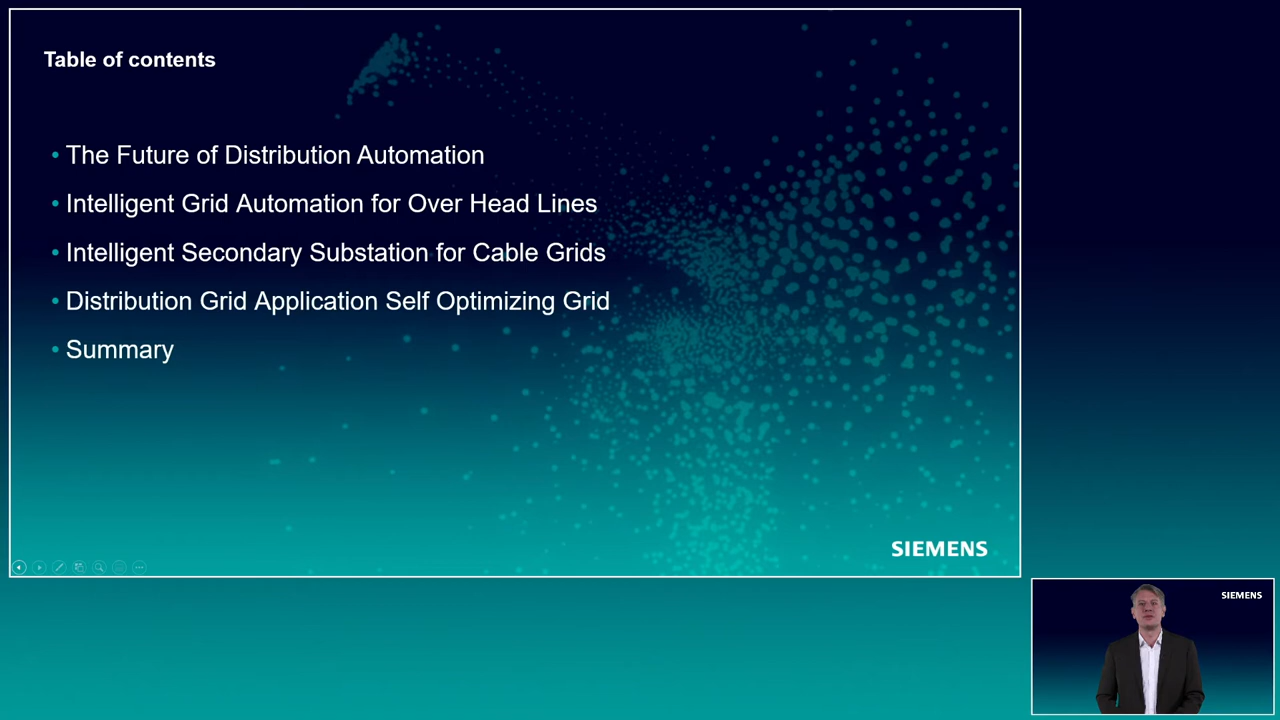 Table of contents
• The Future of Distribution Automation
• Intelligent Grid Automation for Over Head Lines
• Intelligent Secondary Substation for Cable Grids
• Distribution Grid Application Self Optimizing Grid
• Summary
SIEMENS
SIEMENS